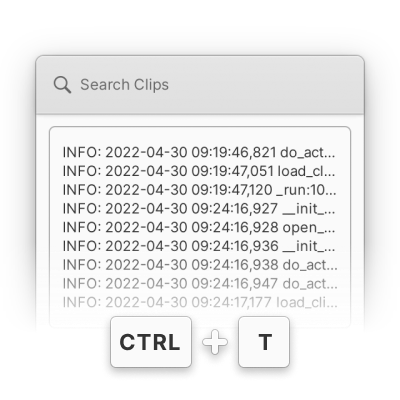 Search Clips
INFO: 2022-04-30 09:19:46,821 do_act...
INFO: 2022-04-30 09:19:47,051 load_cl...
INFO: 2022-04-30 09:19:47,120 _run:10...
INFO: 2022-04-30 09:24:16,927 __init_...
INFO: 2022-04-30 09:24:16,928 open_...
INFO: 2022-04-30 09:24:16,936 __init_...
INFO: 2022-04-30 09:24:16,938 do_act...
INFO: 2022-04-30 09:24:16,947 do_act...
INFO: 2022-04-30 09:24:17,177 load_cli...
CTRL + T